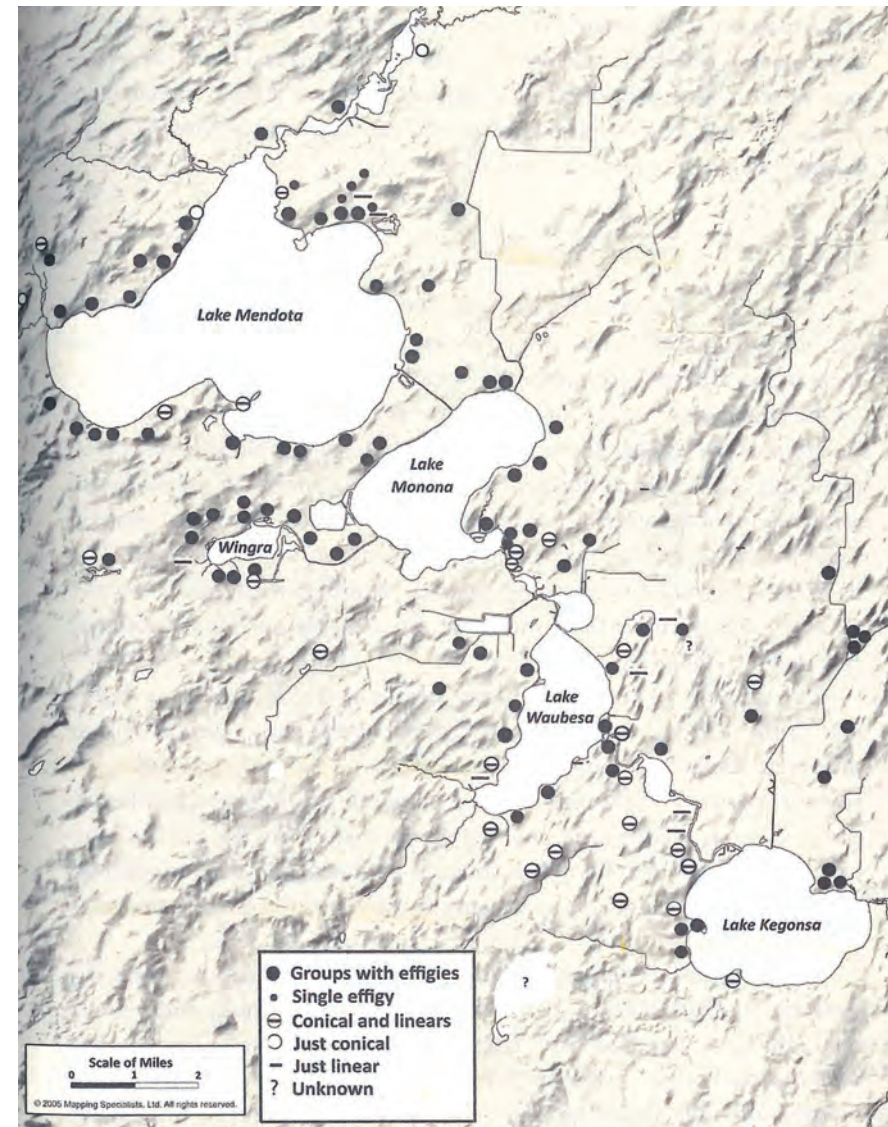 Lake Mendota
Lake
Monona
Wingra
?
Lake
Waubesa
Lake Kegonsa
?
Groups with effigies
Single effigy
Conical and linears
Just conical
Just linear
? Unknown
Scale of Miles
0 1 2
© 2005 Mapping Specialists, Ltd. All rights reserved.